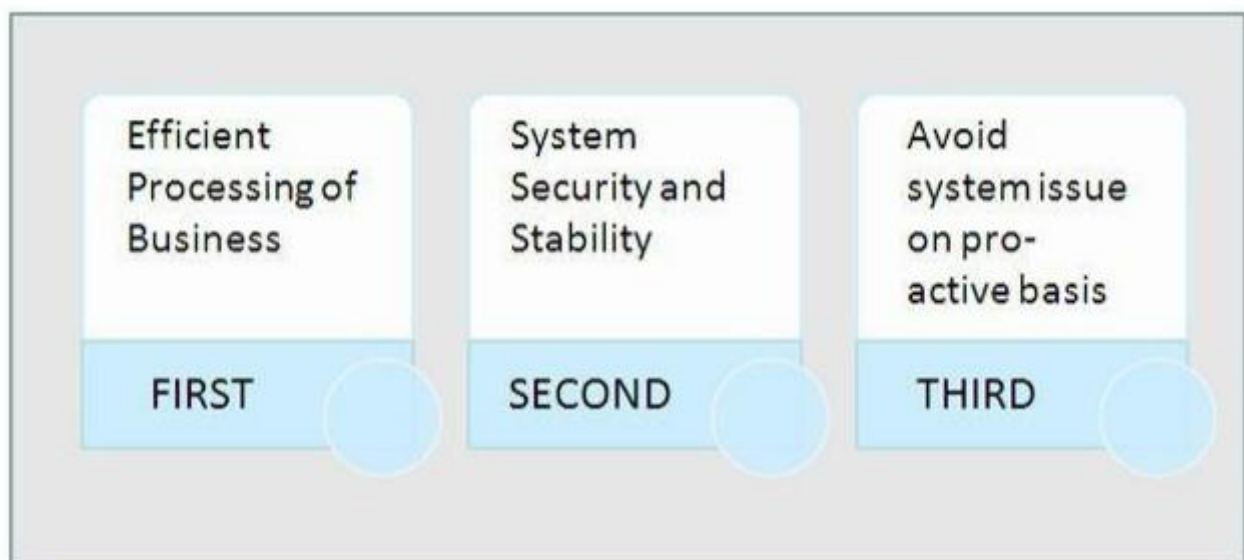 Efficient
Processing of
Business
FIRST
System
Security and
Stability
SECOND
Avoid
system issue
on pro-
active basis
THIRD